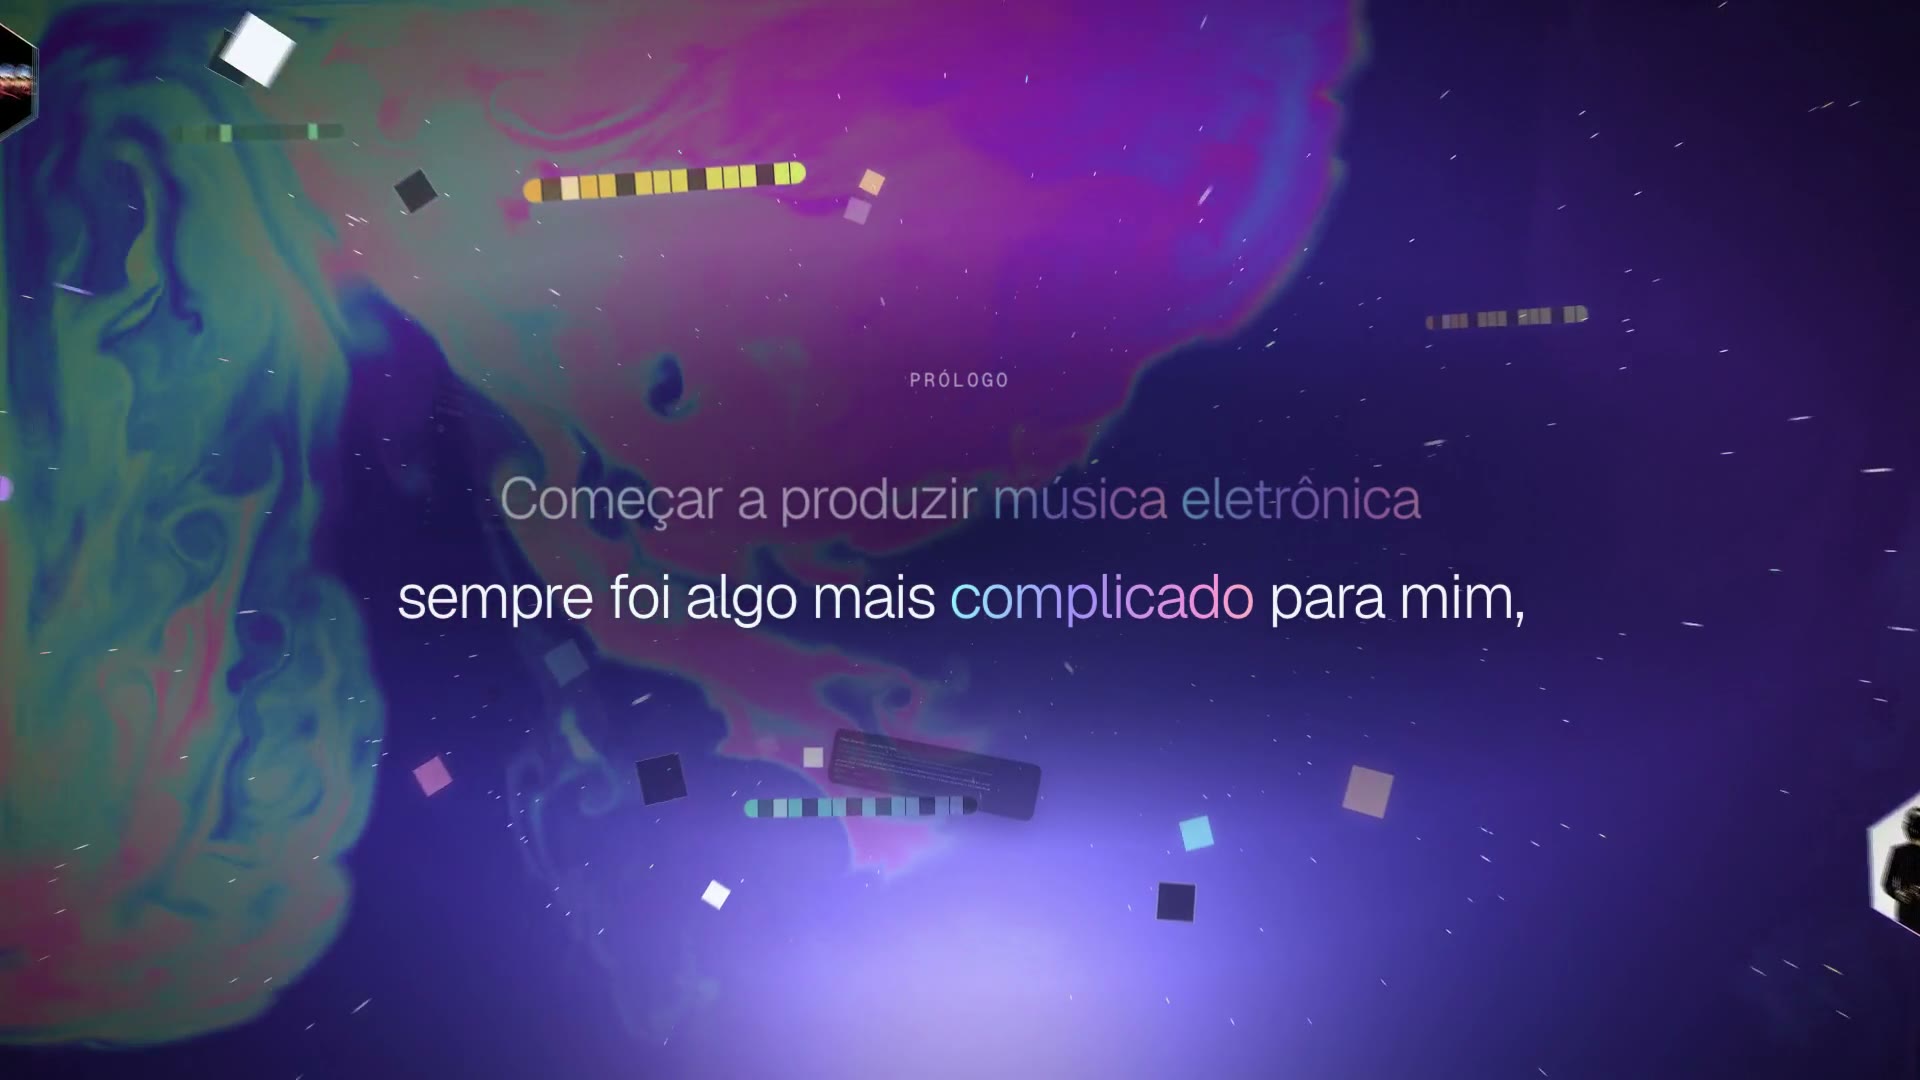 PRÓLOGO
Começar a produzir música eletrônica
sempre foi algo mais complicado para mim,